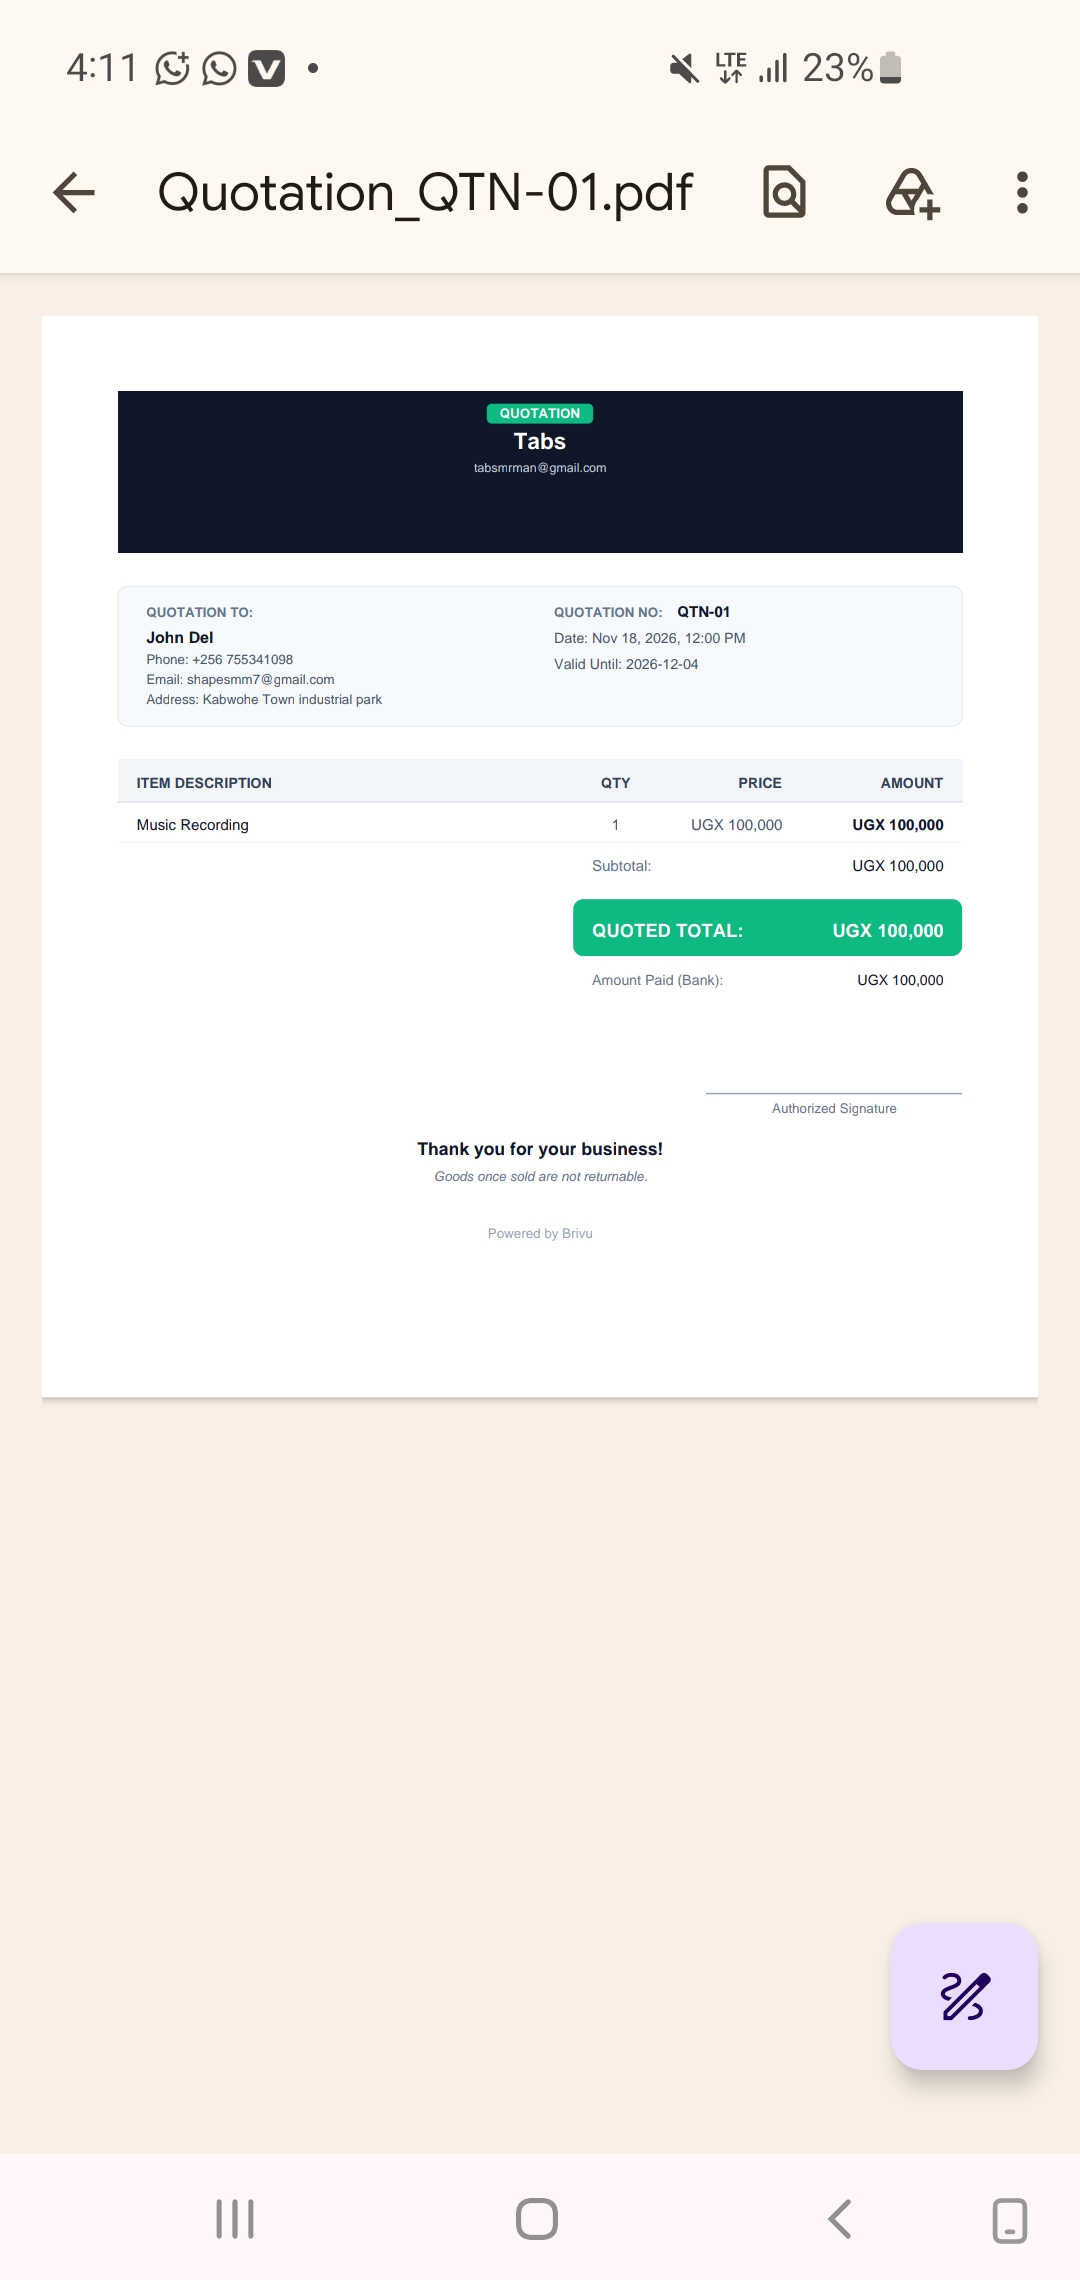 4:11 LTE 23%
Quotation_QTN-01.pdf
QUOTATION
Tabs
tabsmrman@gmail.com
QUOTATION TO:
John Del
Phone: +256 755341098
Email: shapesmm7@gmail.com
Address: Kabwohe Town industrial park
QUOTATION NO: QTN-01
Date: Nov 18, 2026, 12:00 PM
Valid Until: 2026-12-04
ITEM DESCRIPTION QTY PRICE AMOUNT
Music Recording 1 UGX 100,000 UGX 100,000
Subtotal: UGX 100,000
QUOTED TOTAL: UGX 100,000
Amount Paid (Bank): UGX 100,000
Authorized Signature
Thank you for your business!
Goods once sold are not returnable.
Powered by Brivu